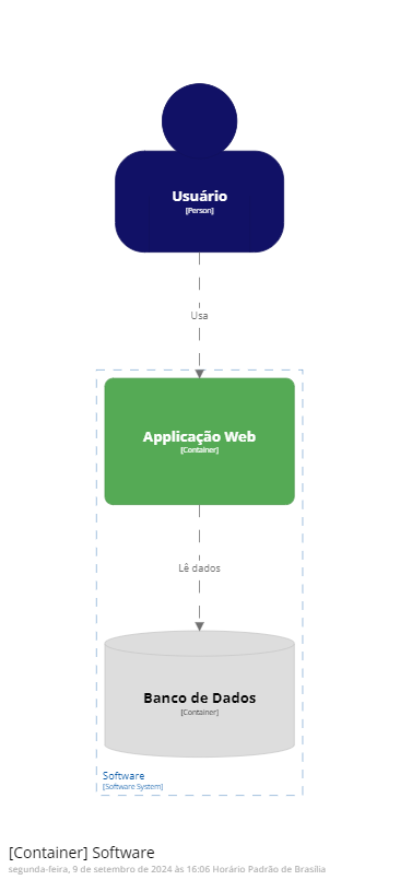 Usuário
[Person]
Usa
Applicação Web
[Container]
Lê dados
Banco de Dados
[Container]
Software
[Software System]
[Container] Software
segunda-feira, 9 de setembro de 2024 às 16:06 Horário Padrão de Brasília